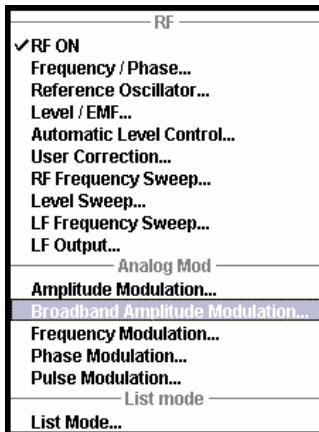 RF
✓RF ON
Frequency / Phase...
Reference Oscillator...
Level / EMF...
Automatic Level Control...
User Correction...
RF Frequency Sweep...
Level Sweep...
LF Frequency Sweep...
LF Output...
Analog Mod
Amplitude Modulation...
Broadband Amplitude Modulation...
Frequency Modulation...
Phase Modulation...
Pulse Modulation...
List mode
List Mode...